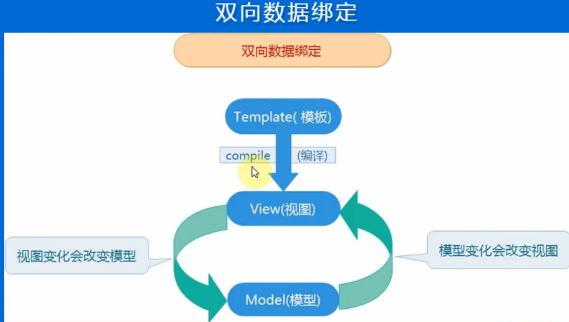 双向数据绑定
双向数据绑定
Template( 模板)
compile (编译)
View(视图)
视图变化会改变模型
模型变化会改变视图
Model(模型)